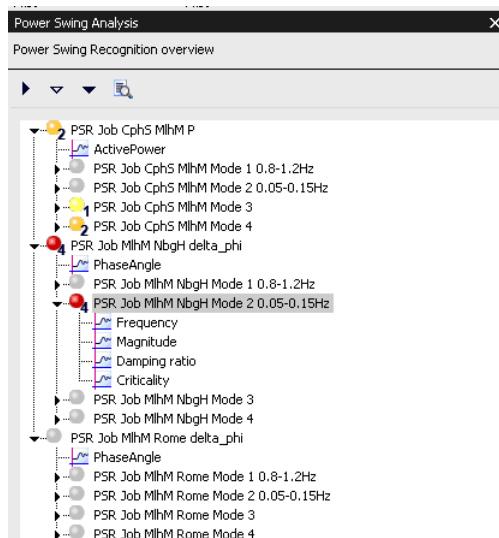 Power Swing Analysis
Power Swing Recognition overview
2 PSR Job CphS MlhM P
ActivePower
PSR Job CphS MlhM Mode 1 0.8-1.2Hz
PSR Job CphS MlhM Mode 2 0.05-0.15Hz
1 PSR Job CphS MlhM Mode 3
2 PSR Job CphS MlhM Mode 4
4 PSR Job MlhM NbgH delta_phi
PhaseAngle
PSR Job MlhM NbgH Mode 1 0.8-1.2Hz
4 PSR Job MlhM NbgH Mode 2 0.05-0.15Hz
Frequency
Magnitude
Damping ratio
Criticality
PSR Job MlhM NbgH Mode 3
PSR Job MlhM NbgH Mode 4
PSR Job MlhM Rome delta_phi
PhaseAngle
PSR Job MlhM Rome Mode 1 0.8-1.2Hz
PSR Job MlhM Rome Mode 2 0.05-0.15Hz
PSR Job MlhM Rome Mode 3
PSR Job MlhM Rome Mode 4